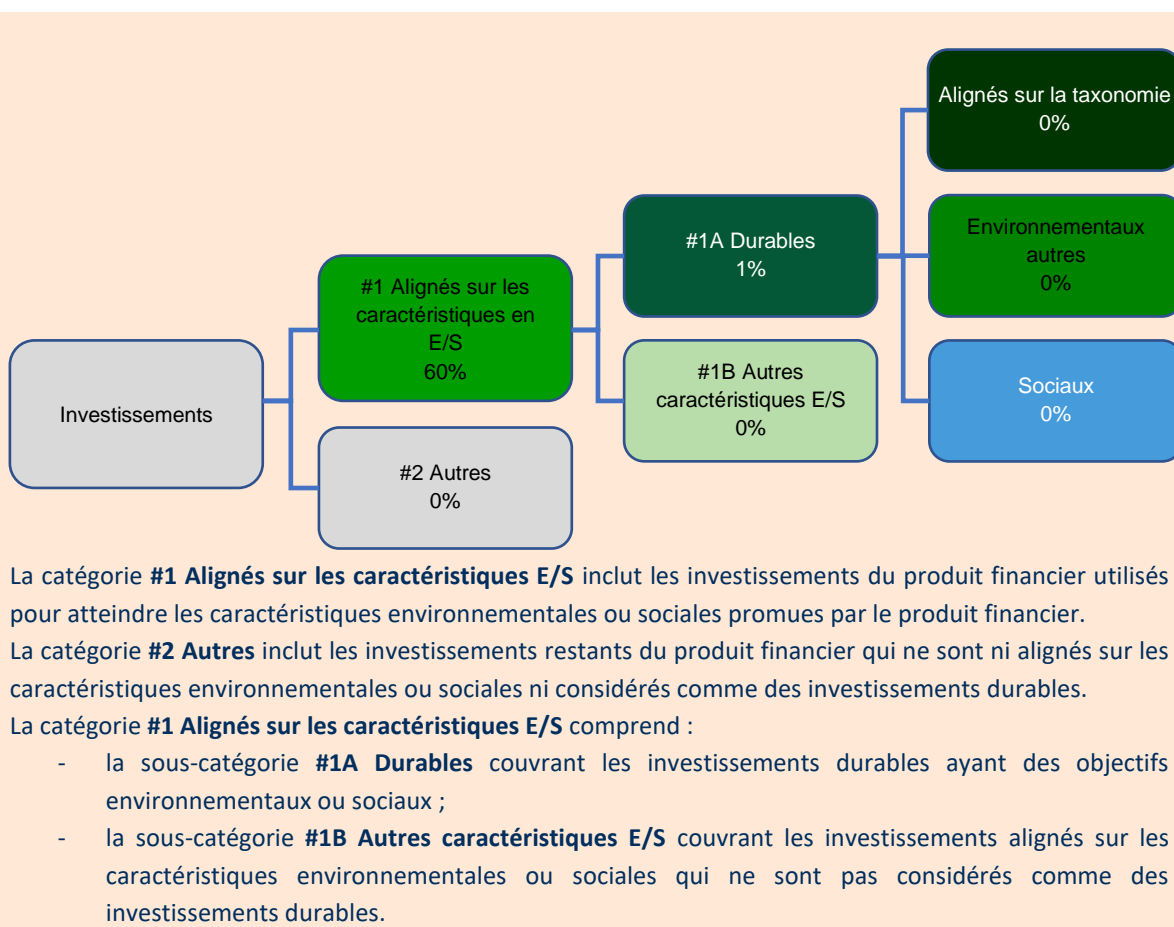 Alignés sur la taxonomie
0%
#1A Durables
1%
Environnementaux
autres
0%
#1 Alignés sur les
caractéristiques en
E/S
60%
#1B Autres
caractéristiques E/S
0%
Sociaux
0%
Investissements
#2 Autres
0%
La catégorie #1 Alignés sur les caractéristiques E/S inclut les investissements du produit financier utilisés
pour atteindre les caractéristiques environnementales ou sociales promues par le produit financier.
La catégorie #2 Autres inclut les investissements restants du produit financier qui ne sont ni alignés sur les
caractéristiques environnementales ou sociales ni considérés comme des investissements durables.
La catégorie #1 Alignés sur les caractéristiques E/S comprend :
- la sous-catégorie #1A Durables couvrant les investissements durables ayant des objectifs
environnementaux ou sociaux ;
- la sous-catégorie #1B Autres caractéristiques E/S couvrant les investissements alignés sur les
caractéristiques environnementales ou sociales qui ne sont pas considérés comme des
investissements durables.